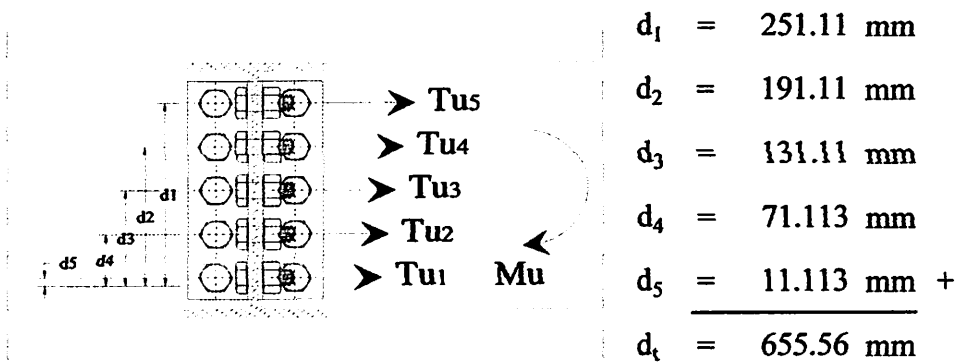 d1 = 251.11 mm
Tu5
d2 = 191.11 mm
Tu4
d3 = 131.11 mm
Tu3
d1
d2
d3
d4 = 71.113 mm
Tu2
d5
d4
d5 = 11.113 mm +
Tu1 Mu
dt = 655.56 mm